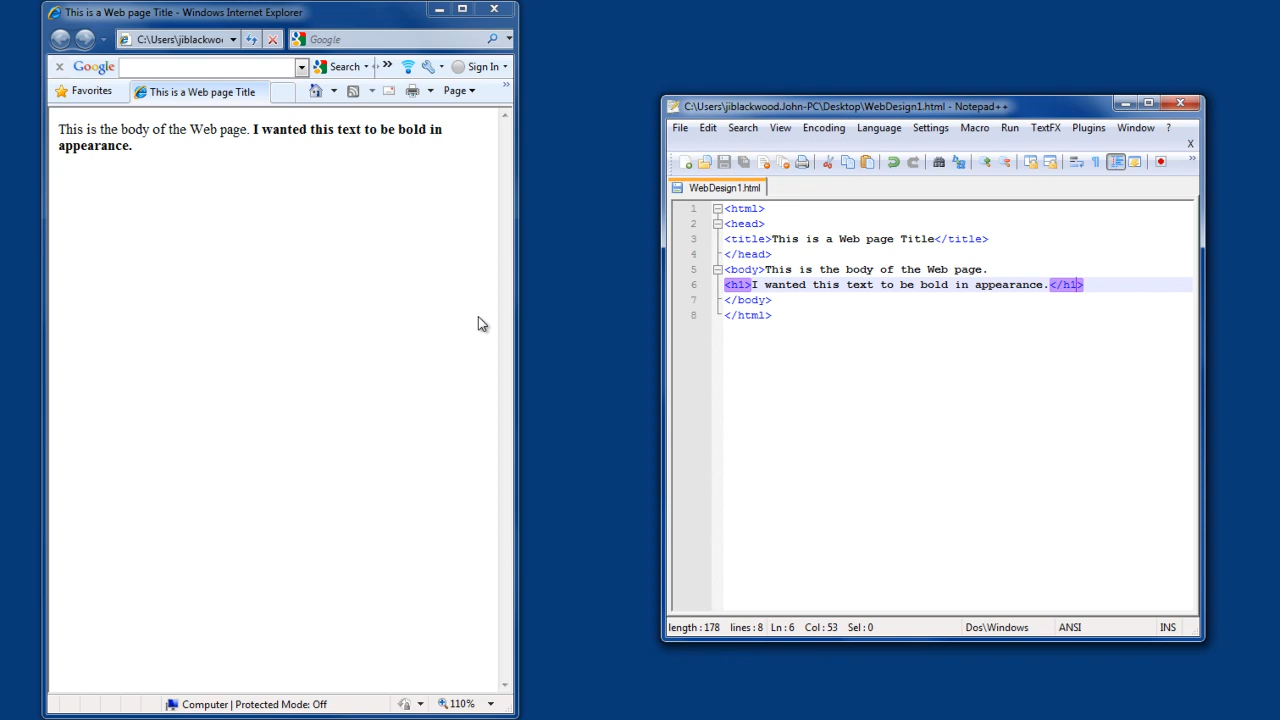 This is a Web page Title - Windows Internet Explorer
C:\Users\jiblackwoo
Google
Google
Search
»
Sign In
Favorites
This is a Web page Title
Page
»
This is the body of the Web page. I wanted this text to be bold in
appearance.
Computer | Protected Mode: Off
110%
C:\Users\jiblackwood.John-PC\Desktop\WebDesign1.html - Notepad++
File Edit Search View Encoding Language Settings Macro Run TextFX Plugins Window ?
X
»
WebDesign1.html
1 <html>
2 <head>
3 <title>This is a Web page Title</title>
4 </head>
5 <body>This is the body of the Web page.
6 <h1>I wanted this text to be bold in appearance.</h1>
7 </body>
8 </html>
length : 178 lines : 8 Ln : 6 Col : 53 Sel : 0 Dos\Windows ANSI INS